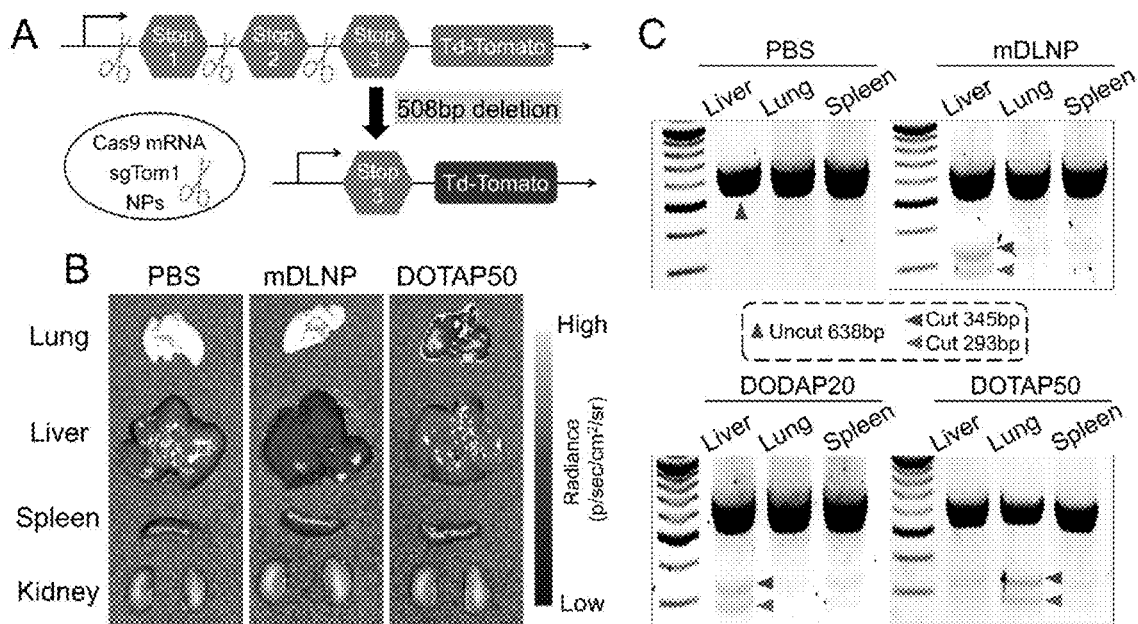 A
Stop 1
Stop 2
Stop 3
Td-Tomato
508bp deletion
Cas9 mRNA
sgTom1
NPs
Stop 3
Td-Tomato
B
PBS
mDLNP
DOTAP50
Lung
Liver
Spleen
Kidney
High
Radiance
(p/sec/cm²/sr)
Low
C
PBS
mDLNP
Liver
Lung
Spleen
Liver
Lung
Spleen
Uncut 638bp
Cut 345bp
Cut 293bp
DODAP20
DOTAP50
Liver
Lung
Spleen
Liver
Lung
Spleen